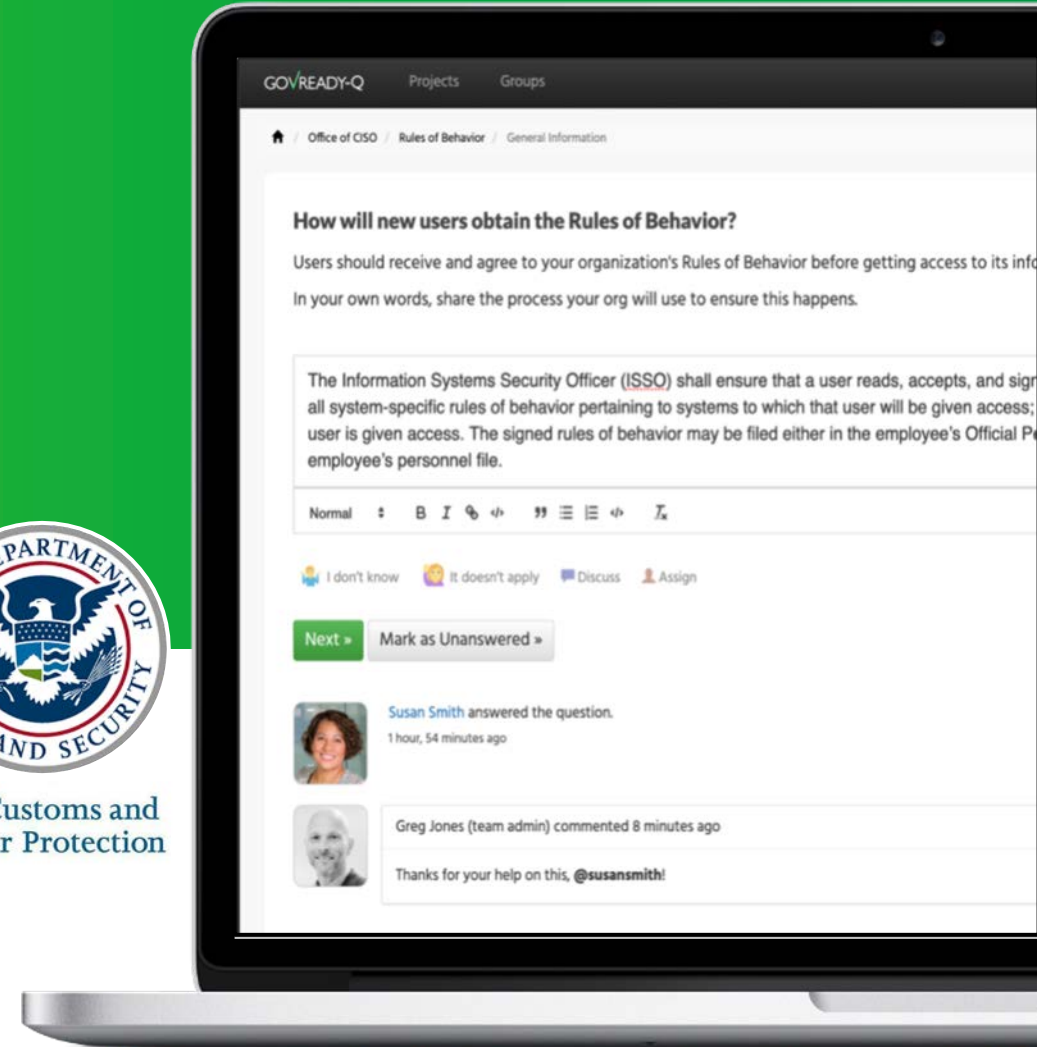 GOVREADY-Q Projects Groups
/ Office of CISO / Rules of Behavior / General Information
How will new users obtain the Rules of Behavior?
Users should receive and agree to your organization's Rules of Behavior before getting access to its info
In your own words, share the process your org will use to ensure this happens.
The Information Systems Security Officer (ISSO) shall ensure that a user reads, accepts, and sign
all system-specific rules of behavior pertaining to systems to which that user will be given access;
user is given access. The signed rules of behavior may be filed either in the employee's Official Pe
employee's personnel file.
Normal B I
I don't know It doesn't apply Discuss Assign
Next » Mark as Unanswered »
Susan Smith answered the question.
1 hour, 54 minutes ago
Greg Jones (team admin) commented 8 minutes ago
Thanks for your help on this, @susansmith!
EPARTMENT OF
AND SECURITY
Customs and
r Protection